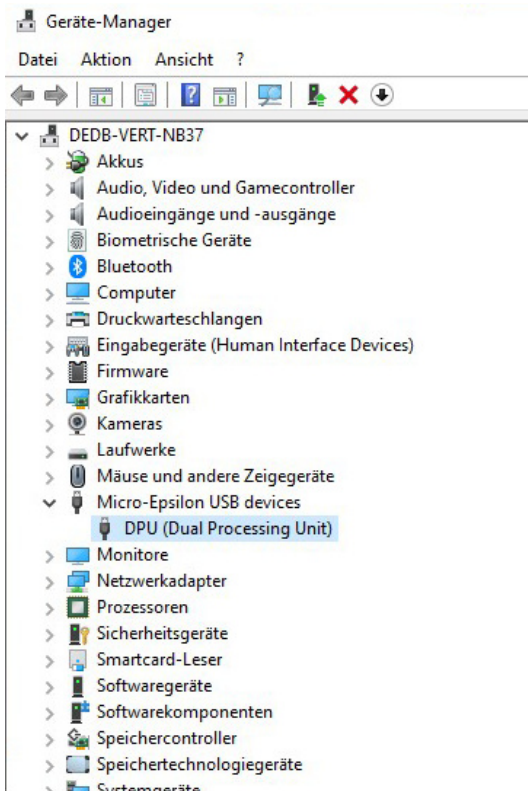 Geräte-Manager
Datei Aktion Ansicht ?
DEDB-VERT-NB37
Akkus
Audio, Video und Gamecontroller
Audioeingänge und -ausgänge
Biometrische Geräte
Bluetooth
Computer
Druckwarteschlangen
Eingabegeräte (Human Interface Devices)
Firmware
Grafikkarten
Kameras
Laufwerke
Mäuse und andere Zeigegeräte
Micro-Epsilon USB devices
DPU (Dual Processing Unit)
Monitore
Netzwerkadapter
Prozessoren
Sicherheitsgeräte
Smartcard-Leser
Softwaregeräte
Softwarekomponenten
Speichercontroller
Speichertechnologiegeräte
Systemgeräte